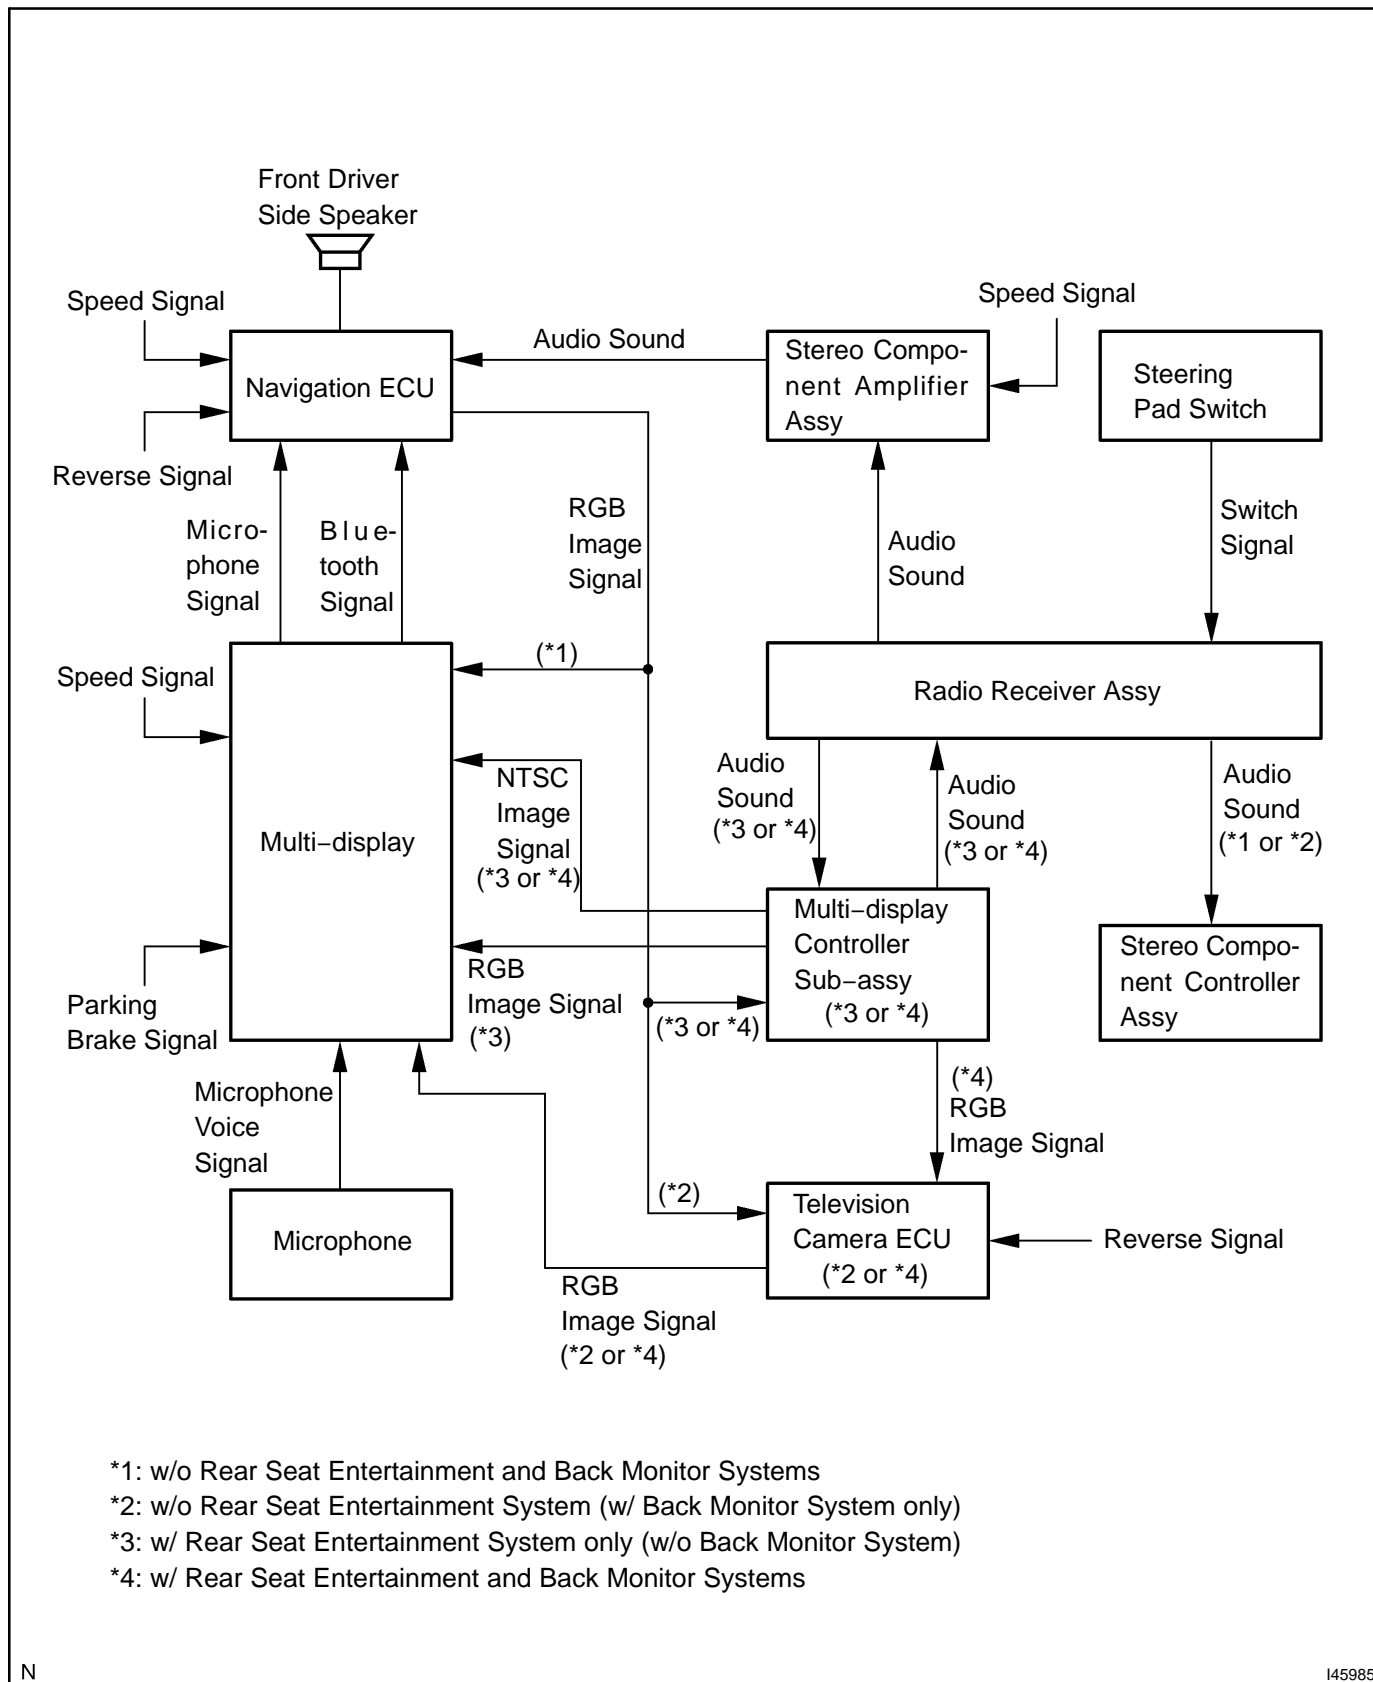 Front Driver
Side Speaker
Speed Signal
Speed Signal
Audio Sound
Stereo Compo-
nent Amplifier
Assy
Steering
Pad Switch
Navigation ECU
Reverse Signal
Micro-
phone
Signal
Blue-
tooth
Signal
RGB
Image
Signal
Audio
Sound
Switch
Signal
(*1)
Speed Signal
Radio Receiver Assy
NTSC
Image
Signal
(*3 or *4)
Audio
Sound
(*3 or *4)
Audio
Sound
(*3 or *4)
Audio
Sound
(*1 or *2)
Multi-display
Multi-display
Controller
Sub-assy
(*3 or *4)
Stereo Compo-
nent Controller
Assy
RGB
Image Signal
(*3)
(*3 or *4)
Parking
Brake Signal
(*4)
RGB
Image Signal
Microphone
Voice
Signal
(*2)
Television
Camera ECU
(*2 or *4)
Reverse Signal
Microphone
RGB
Image Signal
(*2 or *4)
*1: w/o Rear Seat Entertainment and Back Monitor Systems
*2: w/o Rear Seat Entertainment System (w/ Back Monitor System only)
*3: w/ Rear Seat Entertainment System only (w/o Back Monitor System)
*4: w/ Rear Seat Entertainment and Back Monitor Systems
N
I45985